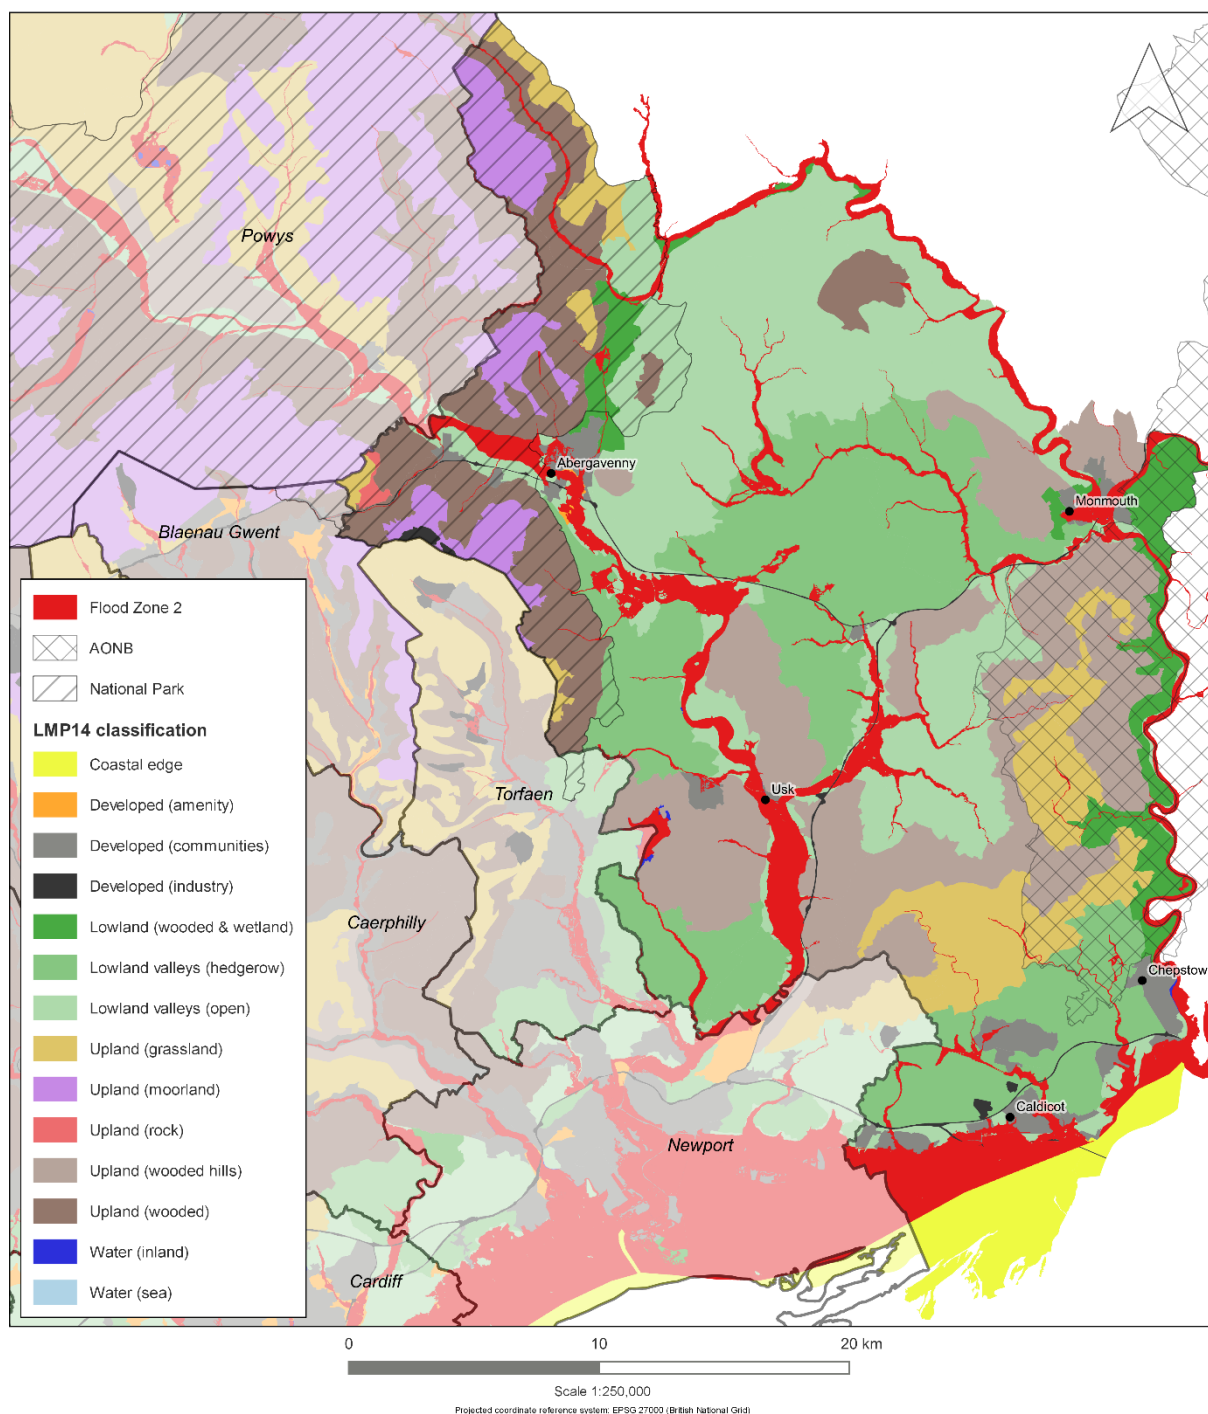 Powys
Abergavenny
Monmouth
Blaenau Gwent
Usk
Torfaen
Caerphilly
Chepstow
Caldicot
Newport
Cardiff
Flood Zone 2
AONB
National Park
LMP14 classification
Coastal edge
Developed (amenity)
Developed (communities)
Developed (industry)
Lowland (wooded & wetland)
Lowland valleys (hedgerow)
Lowland valleys (open)
Upland (grassland)
Upland (moorland)
Upland (rock)
Upland (wooded hills)
Upland (wooded)
Water (inland)
Water (sea)
0 10 20 km
Scale 1:250,000
Projected coordinate reference system: EPSG 27000 (British National Grid)